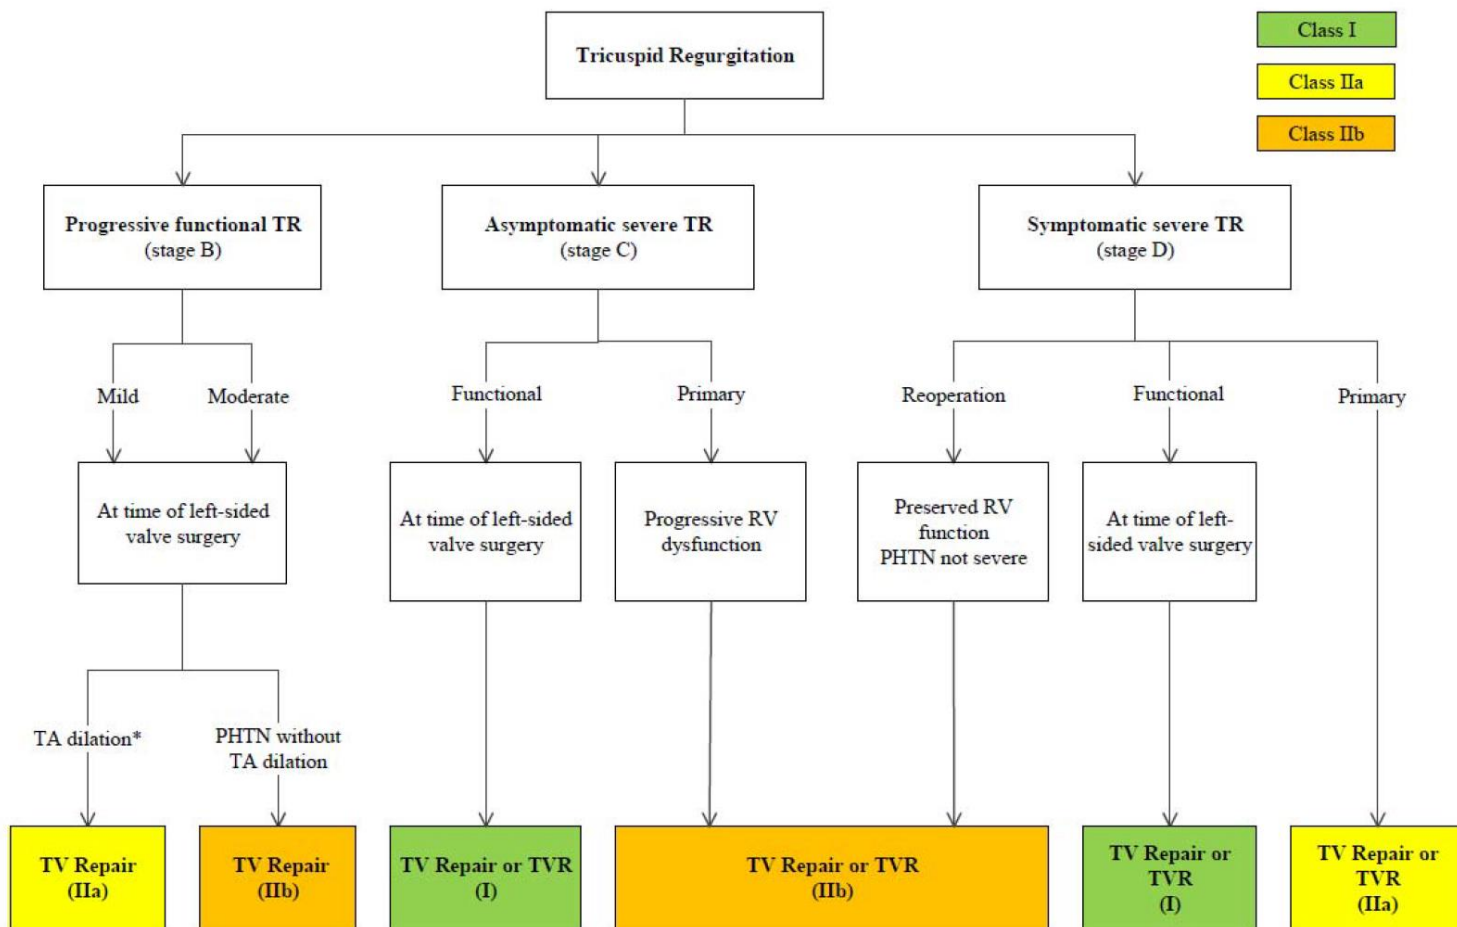 Tricuspid Regurgitation
Class I
Class IIa
Class IIb
Progressive functional TR
(stage B)
Asymptomatic severe TR
(stage C)
Symptomatic severe TR
(stage D)
Mild
Moderate
Functional
Primary
Reoperation
Functional
Primary
At time of left-sided
valve surgery
At time of left-sided
valve surgery
Progressive RV
dysfunction
Preserved RV
function
PHTN not severe
At time of left-
sided valve surgery
TA dilation*
PHTN without
TA dilation
TV Repair
(IIa)
TV Repair
(IIb)
TV Repair or TVR
(I)
TV Repair or TVR
(IIb)
TV Repair or
TVR
(I)
TV Repair or
TVR
(IIa)